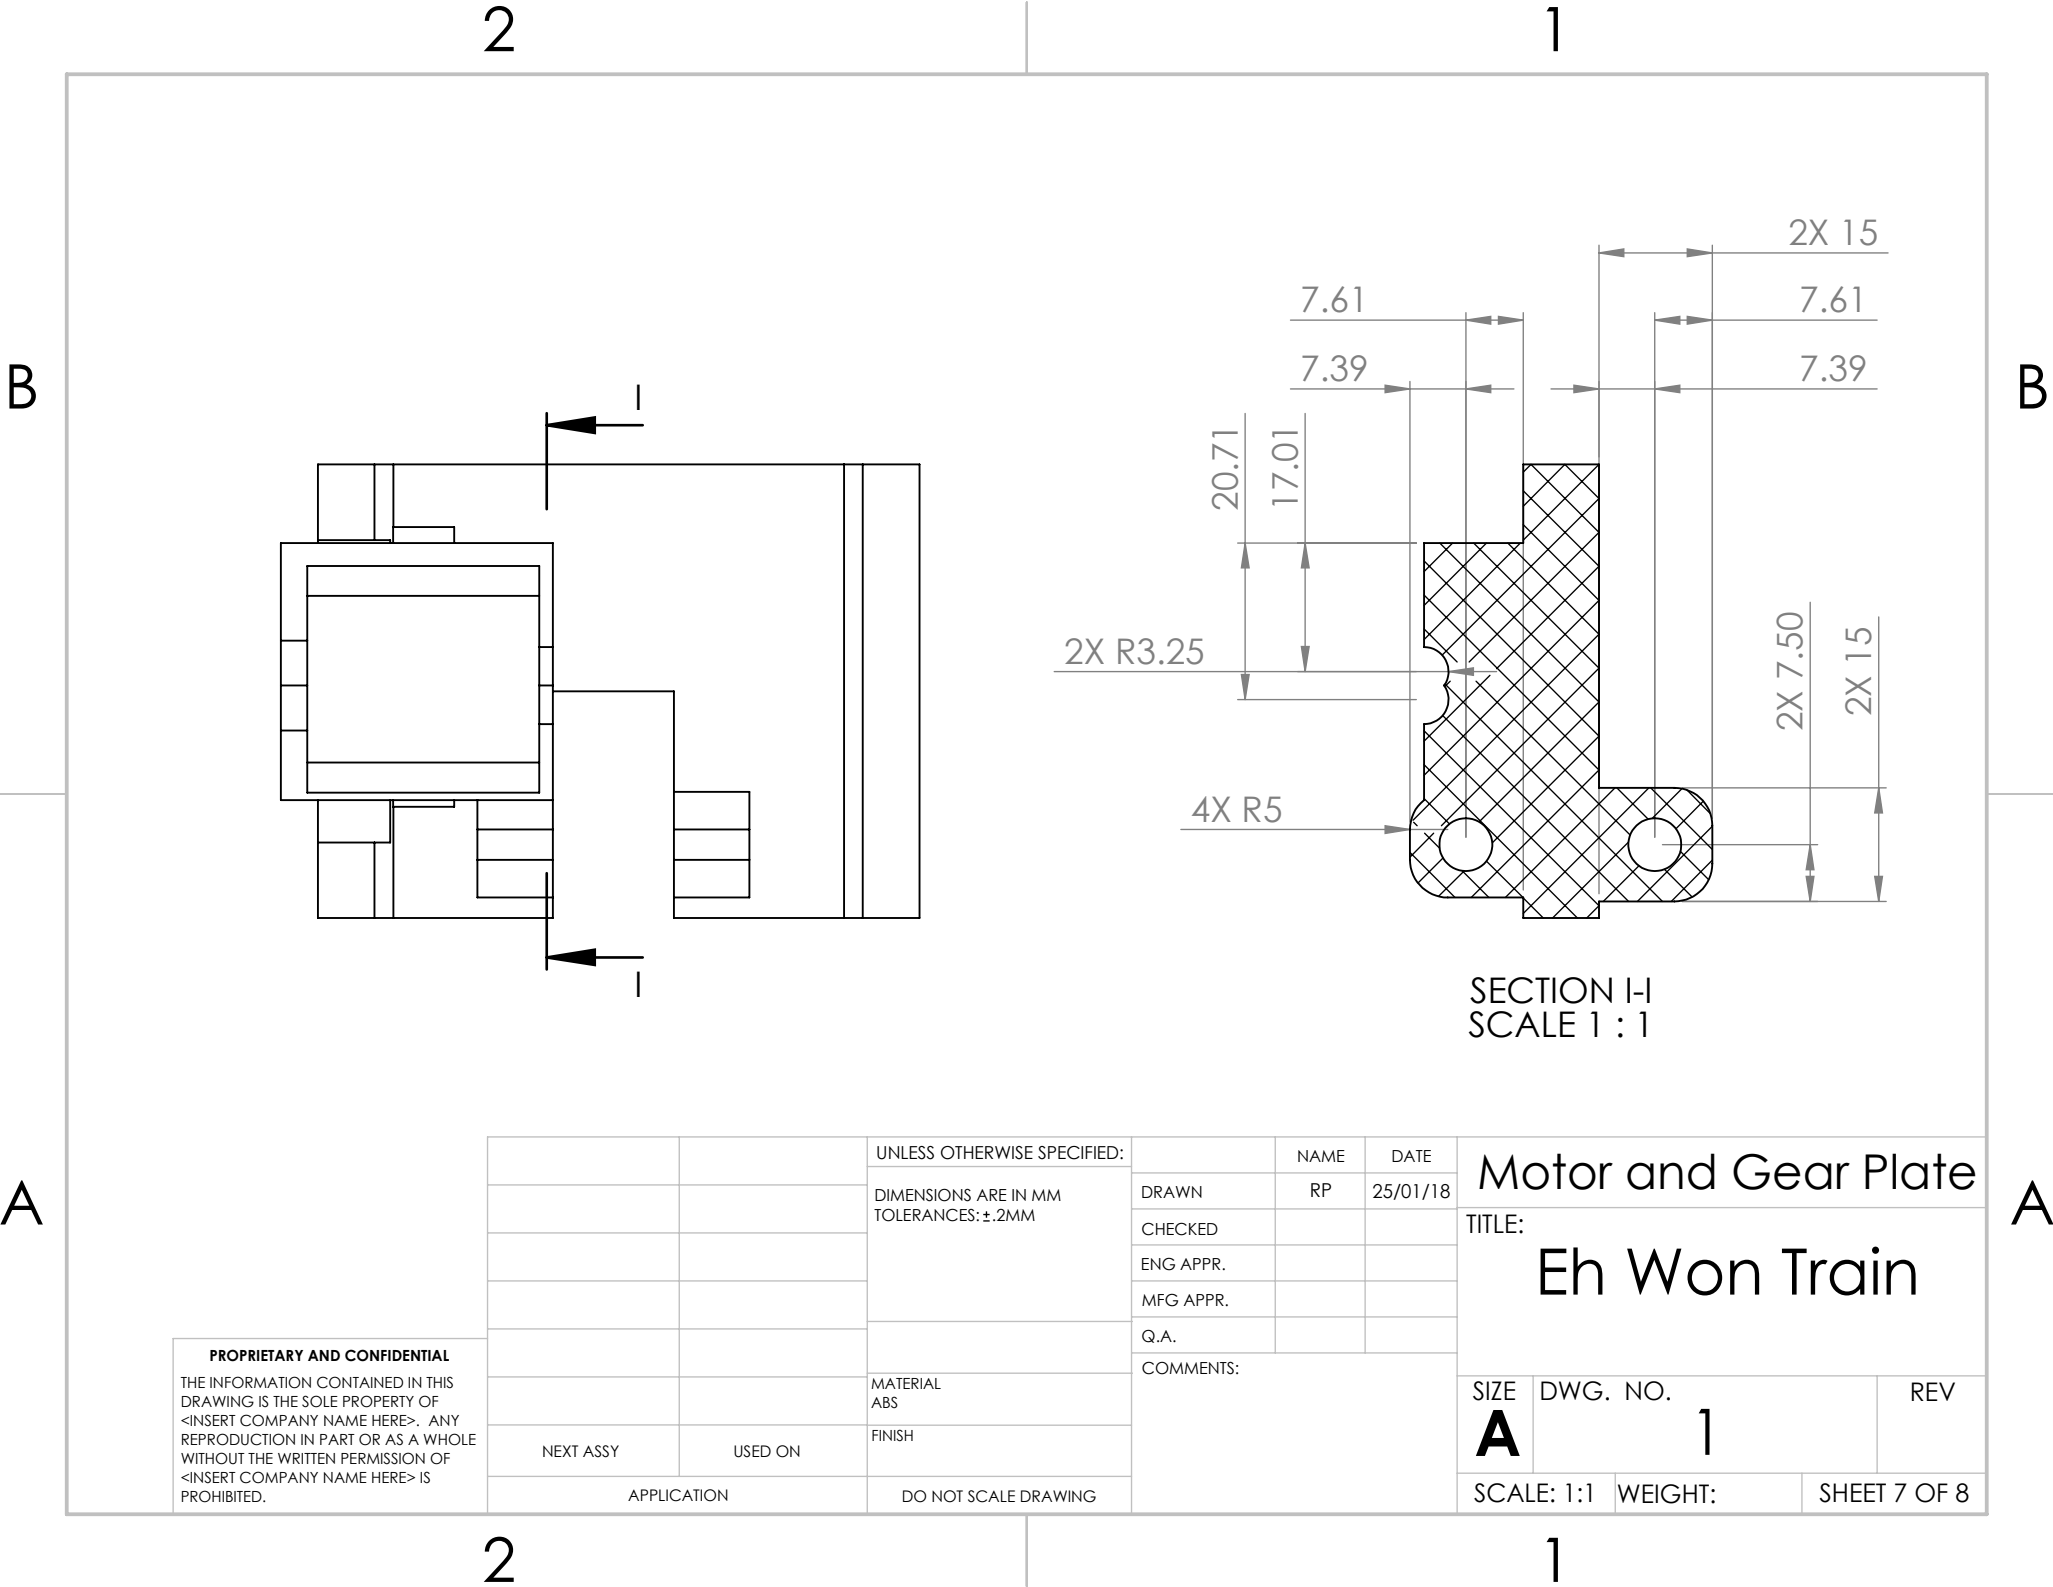 2
1
B
B
A
A
2X 15
7.61
7.61
7.39
7.39
20.71
17.01
2X R3.25
2X 7.50
2X 15
4X R5
I
I
SECTION I-I
SCALE 1 : 1
UNLESS OTHERWISE SPECIFIED:
DIMENSIONS ARE IN MM
TOLERANCES:±.2MM
MATERIAL
ABS
FINISH
DO NOT SCALE DRAWING
NEXT ASSY
USED ON
APPLICATION
NAME
DATE
DRAWN
RP
25/01/18
CHECKED
ENG APPR.
MFG APPR.
Q.A.
COMMENTS:
Motor and Gear Plate
TITLE:
Eh Won Train
SIZE
A
DWG. NO.
1
REV
SCALE: 1:1
WEIGHT:
SHEET 7 OF 8
PROPRIETARY AND CONFIDENTIAL
THE INFORMATION CONTAINED IN THIS
DRAWING IS THE SOLE PROPERTY OF
<INSERT COMPANY NAME HERE>. ANY
REPRODUCTION IN PART OR AS A WHOLE
WITHOUT THE WRITTEN PERMISSION OF
<INSERT COMPANY NAME HERE> IS
PROHIBITED.
2
1